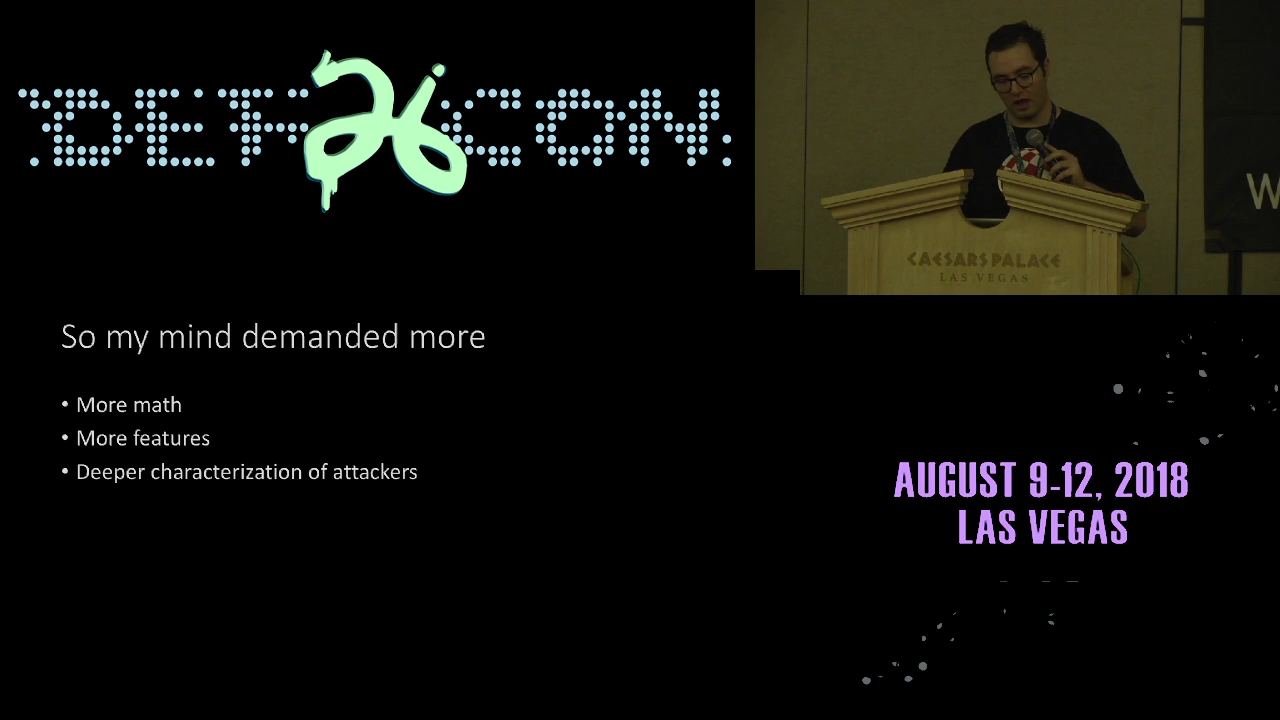 DEF CON
26
CAESARS PALACE
LAS VEGAS
W
So my mind demanded more
• More math
• More features
• Deeper characterization of attackers
AUGUST 9-12, 2018
LAS VEGAS